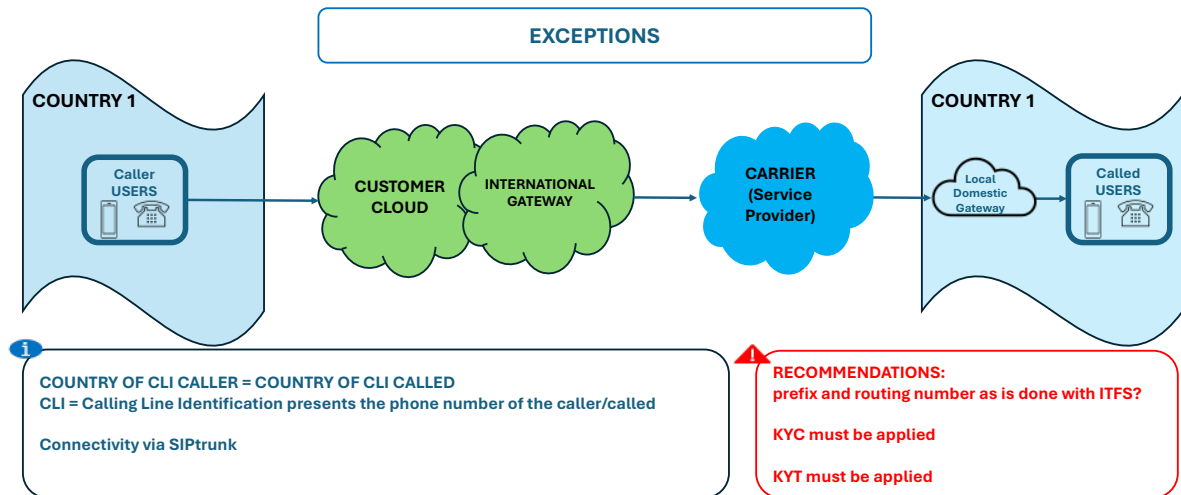 EXCEPTIONS
COUNTRY 1
Caller
USERS
CUSTOMER
CLOUD
INTERNATIONAL
GATEWAY
CARRIER
(Service
Provider)
COUNTRY 1
Local
Domestic
Gateway
Called
USERS
i
COUNTRY OF CLI CALLER = COUNTRY OF CLI CALLED
CLI = Calling Line Identification presents the phone number of the caller/called
Connectivity via SIPtrunk
!
RECOMMENDATIONS:
prefix and routing number as is done with ITFS?
KYC must be applied
KYT must be applied